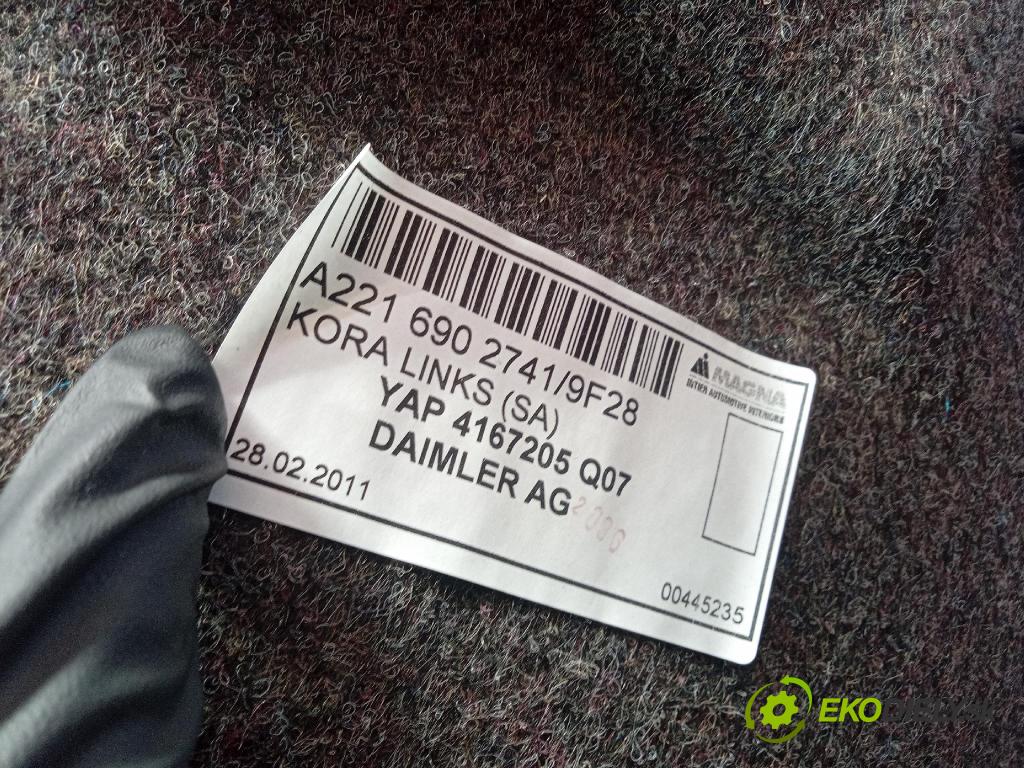 A221 690 2741/9F28
KORA LINKS (SA)
YAP 4167205 Q07
DAIMLER AG
28.02.2011
MAGNA
INTIER AUTOMOTIVE INTERIORS
00445235
EKO